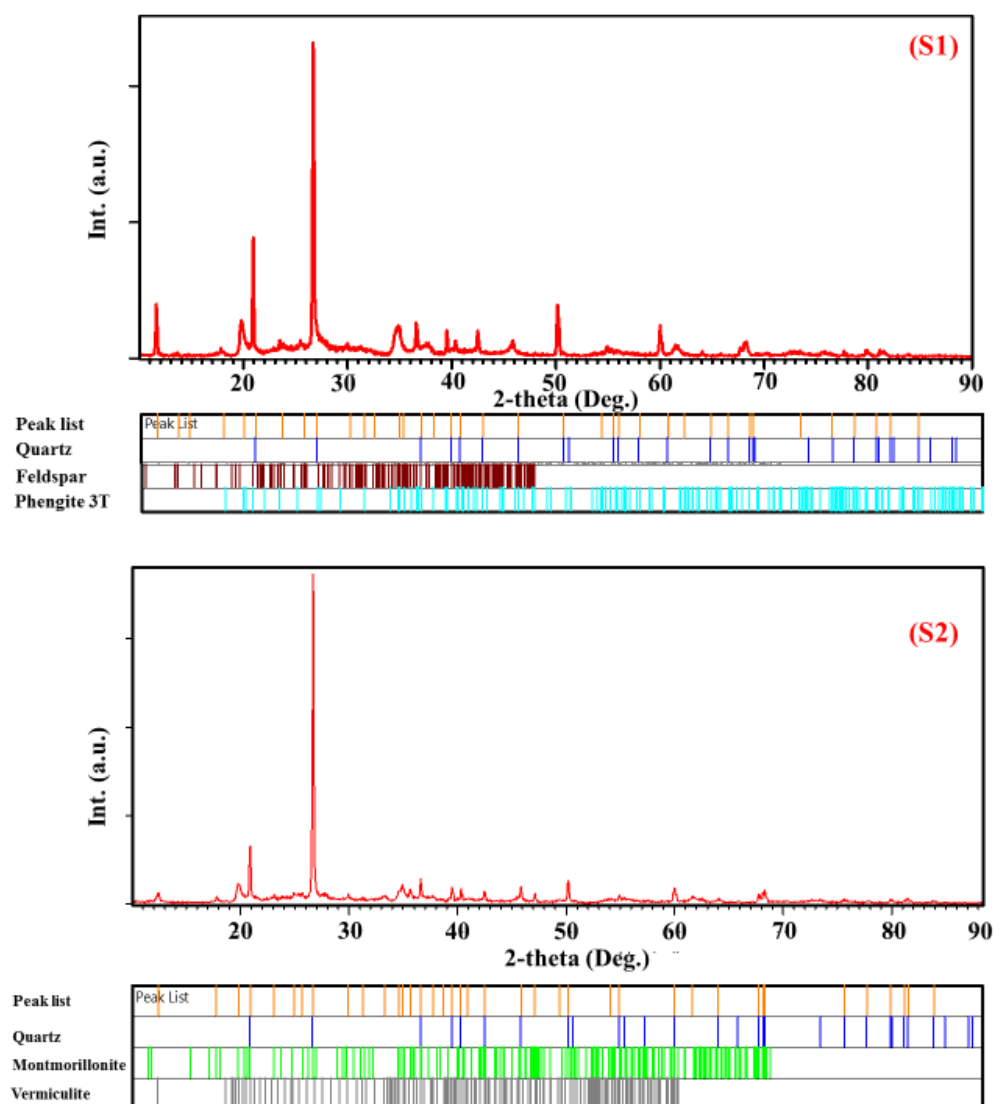 (S1)
Int. (a.u.)
20 30 40 50 60 70 80 90
2-theta (Deg.)
Peak list
Peak List
Quartz
Feldspar
Phengite 3T
(S2)
Int. (a.u.)
20 30 40 50 60 70 80 90
2-theta (Deg.)
Peak list
Peak List
Quartz
Montmorillonite
Vermiculite